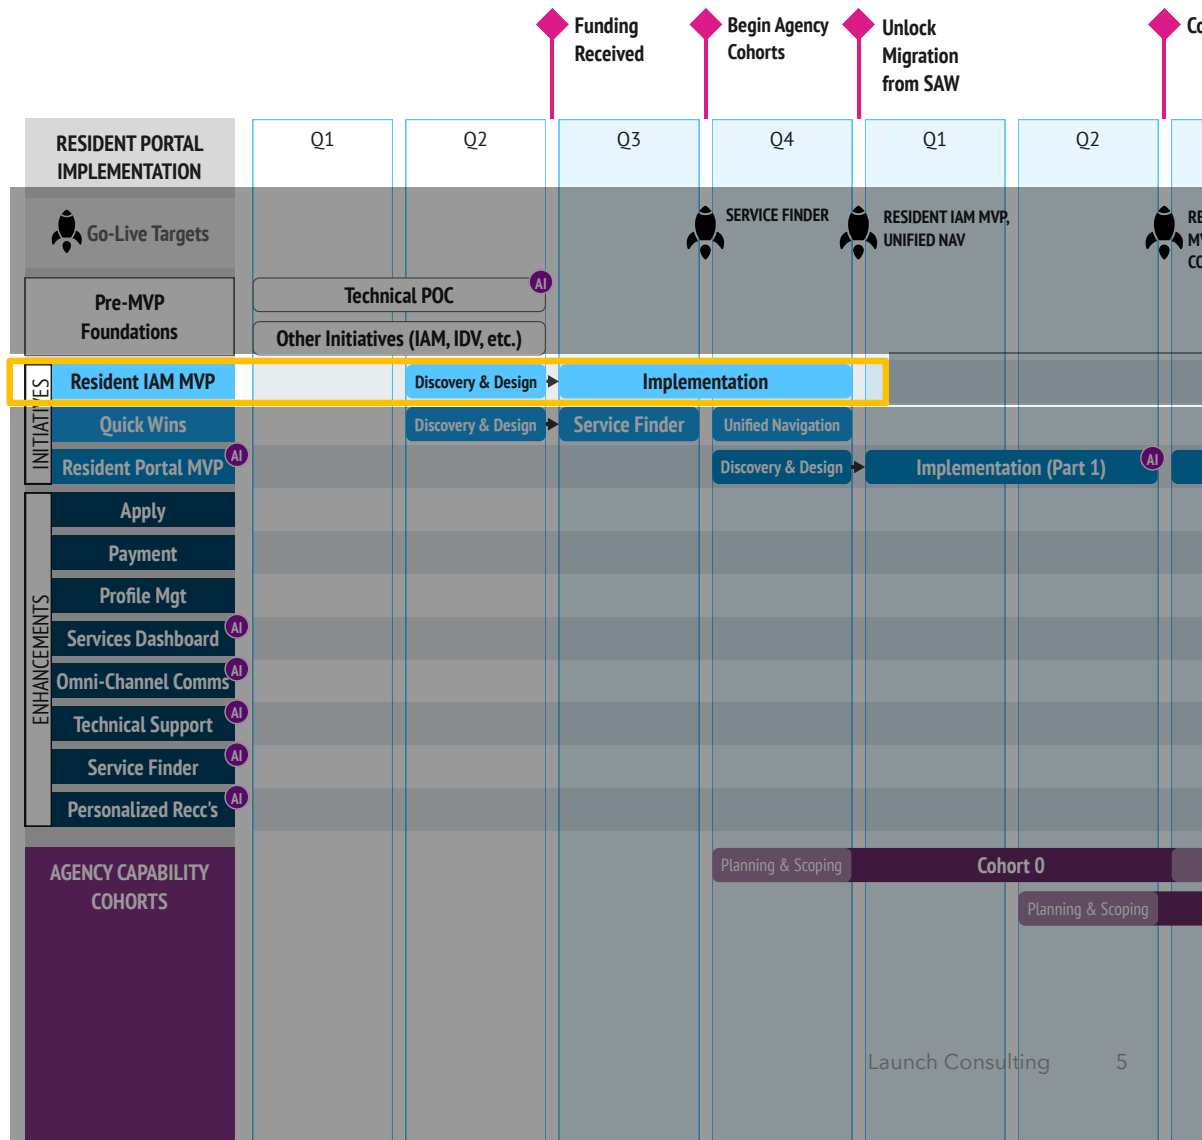 Funding
Received
Begin Agency
Cohorts
Unlock
Migration
from SAW
RESIDENT PORTAL
IMPLEMENTATION
Q1
Q2
Q3
Q4
Q1
Q2
Go-Live Targets
SERVICE FINDER
RESIDENT IAM MVP,
UNIFIED NAV
Pre-MVP
Foundations
Technical POC
AI
Other Initiatives (IAM, IDV, etc.)
INITIATIVES
Resident IAM MVP
Discovery & Design
Implementation
Quick Wins
Discovery & Design
Service Finder
Unified Navigation
Resident Portal MVP
AI
Discovery & Design
Implementation (Part 1)
AI
ENHANCEMENTS
Apply
Payment
Profile Mgt
Services Dashboard
AI
Omni-Channel Comms
AI
Technical Support
AI
Service Finder
AI
Personalized Recc's
AI
AGENCY CAPABILITY
COHORTS
Planning & Scoping
Cohort 0
Planning & Scoping
Launch Consulting 5